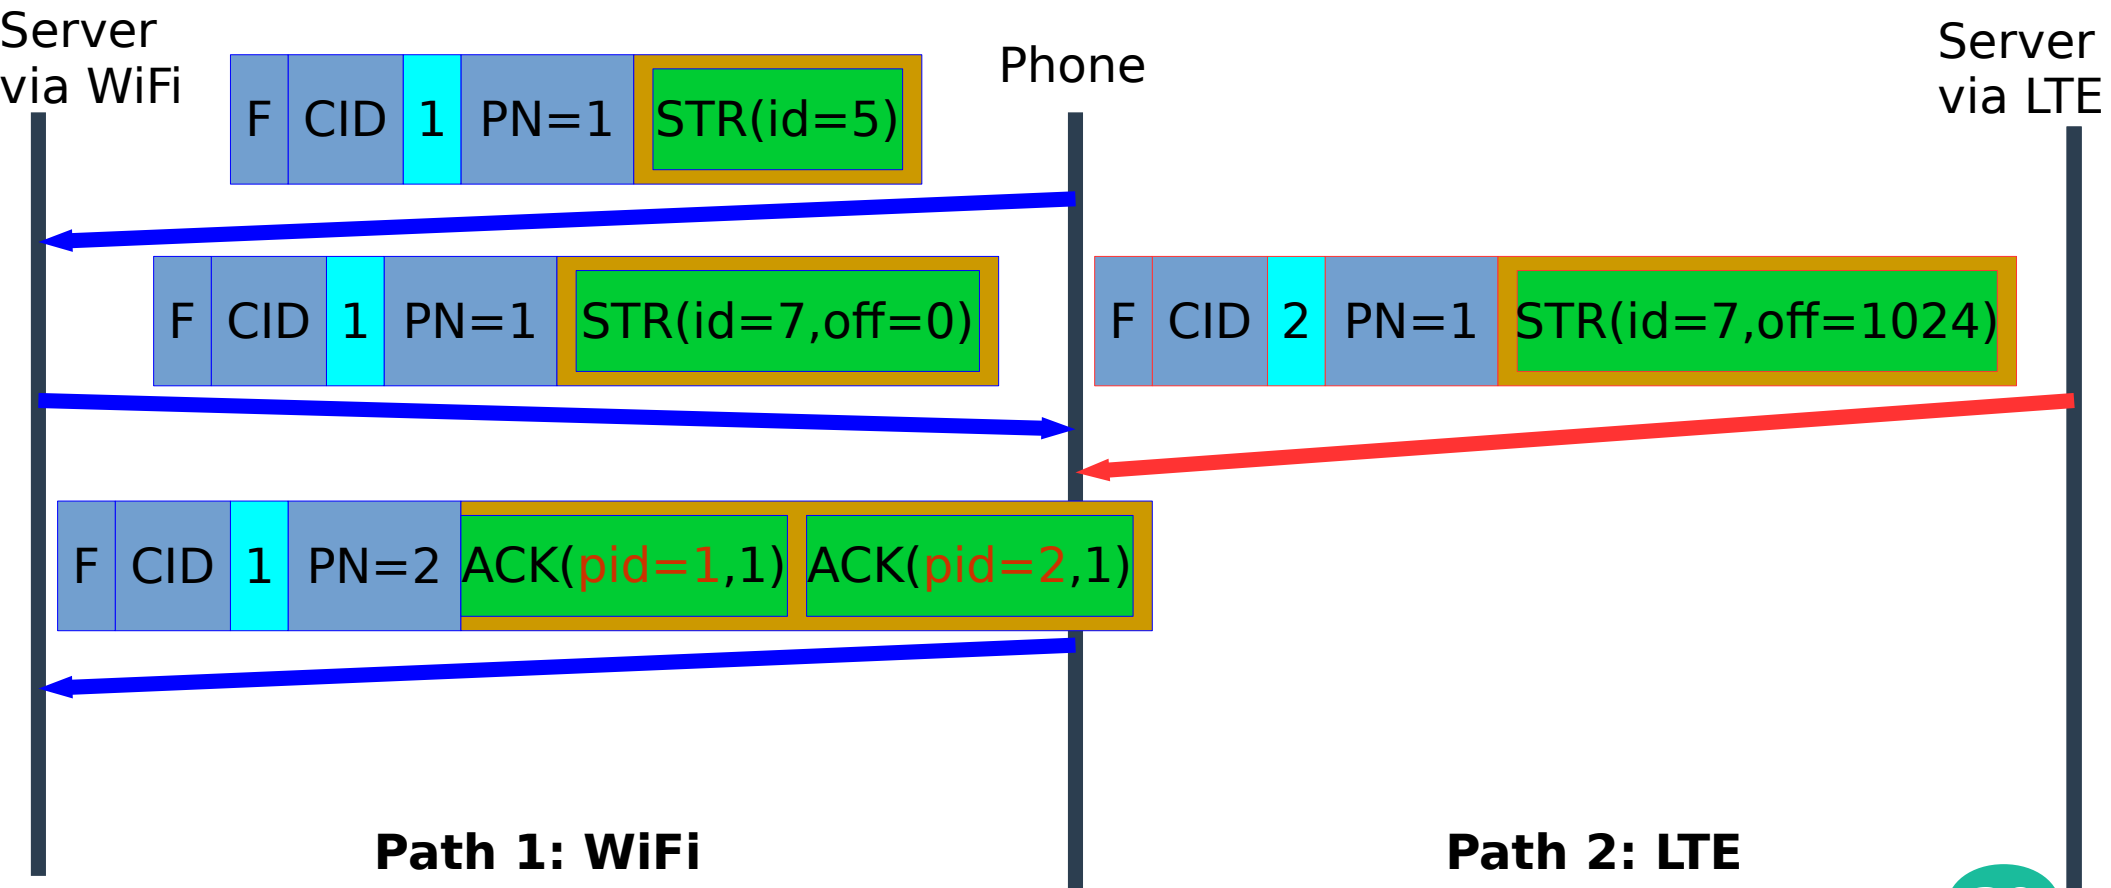 Server
via WiFi
Phone
Server
via LTE
F CID 1 PN=1 STR(id=5)
F CID 1 PN=1 STR(id=7,off=0)
F CID 2 PN=1 STR(id=7,off=1024)
F CID 1 PN=2 ACK(pid=1,1) ACK(pid=2,1)
Path 1: WiFi
Path 2: LTE